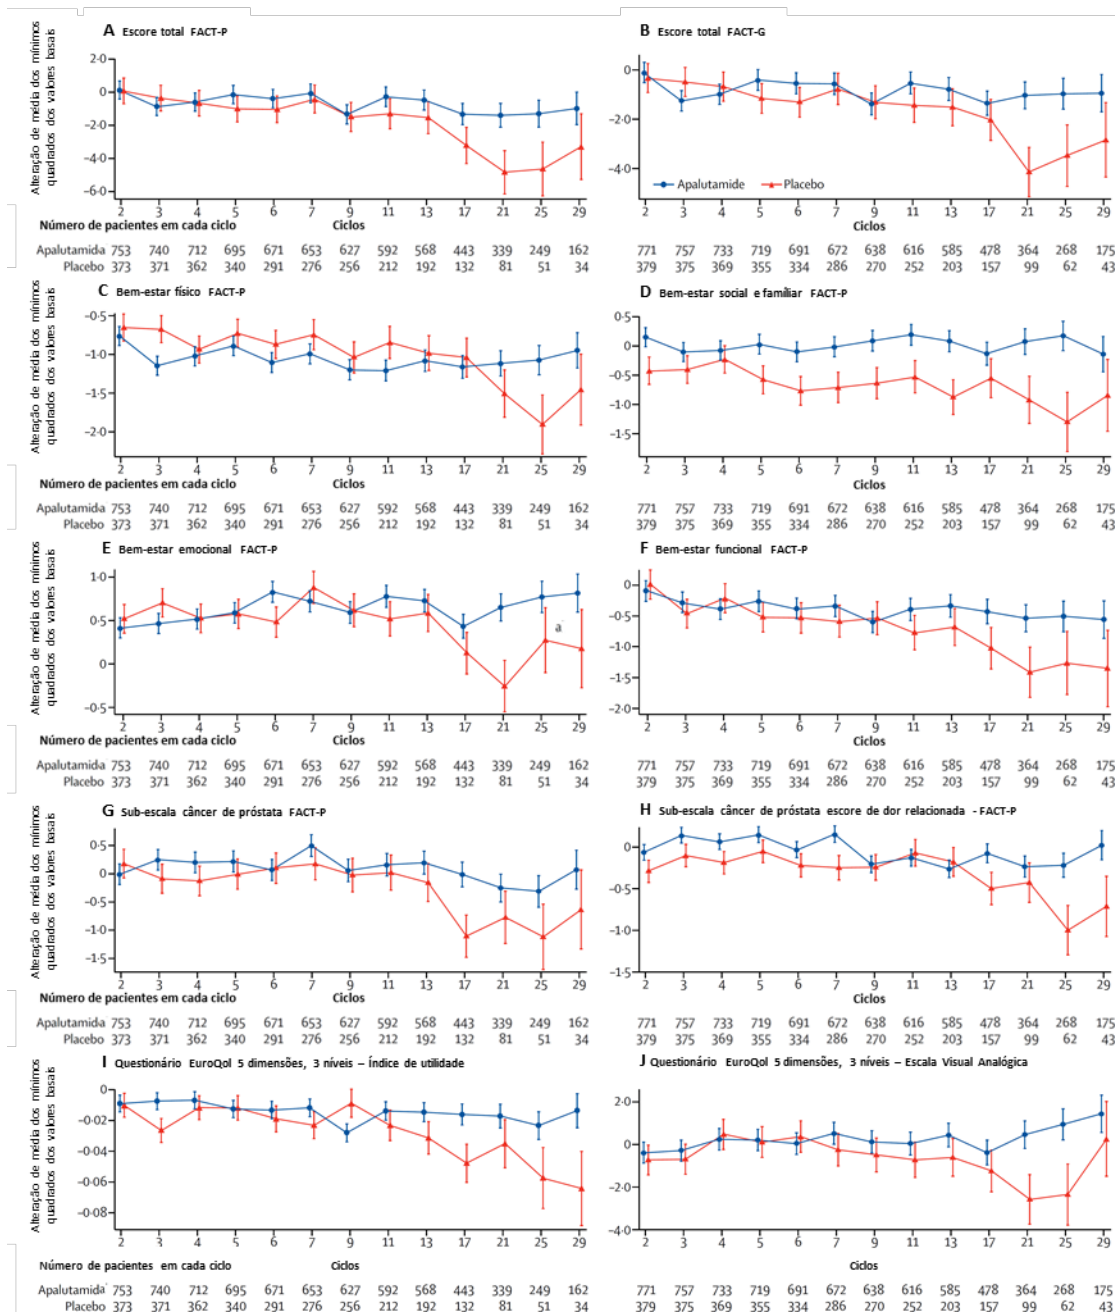 A Escore total FACT-P
B Escore total FACT-G
Alteração de média dos mínimos
quadrados dos valores basais
2·0
0
−2·0
−4·0
−6·0
0
−2·0
−4·0
Apalutamide
Placebo
2 3 4 5 6 7 9 11 13 17 21 25 29
2 3 4 5 6 7 9 11 13 17 21 25 29
Número de pacientes em cada ciclo
Ciclos
Ciclos
Apalutamida 753 740 712 695 671 653 627 592 568 443 339 249 162
Placebo 373 371 362 340 291 276 256 212 192 132 81 51 34
771 757 733 719 691 672 638 616 585 478 364 268 175
379 375 369 355 334 286 270 252 203 157 99 62 43
C Bem-estar físico FACT-P
D Bem-estar social e famíliar FACT-P
Alteração de média dos mínimos
quadrados dos valores basais
−0·5
−1·0
−1·5
−2·0
0·5
0
−0·5
−1·0
−1·5
2 3 4 5 6 7 9 11 13 17 21 25 29
2 3 4 5 6 7 9 11 13 17 21 25 29
Número de pacientes em cada ciclo
Ciclos
Ciclos
Apalutamida 753 740 712 695 671 653 627 592 568 443 339 249 162
Placebo 373 371 362 340 291 276 256 212 192 132 81 51 34
771 757 733 719 691 672 638 616 585 478 364 268 175
379 375 369 355 334 286 270 252 203 157 99 62 43
E Bem-estar emocional FACT-P
F Bem-estar funcional FACT-P
Alteração de média dos mínimos
quadrados dos valores basais
1·0
0·5
0
−0·5
a
0
−0·5
−1·0
−1·5
−2·0
2 3 4 5 6 7 9 11 13 17 21 25 29
2 3 4 5 6 7 9 11 13 17 21 25 29
Número de pacientes em cada ciclo
Ciclos
Ciclos
Apalutamida 753 740 712 695 671 653 627 592 568 443 339 249 162
Placebo 373 371 362 340 291 276 256 212 192 132 81 51 34
771 757 733 719 691 672 638 616 585 478 364 268 175
379 375 369 355 334 286 270 252 203 157 99 62 43
G Sub-escala câncer de próstata FACT-P
H Sub-escala câncer de próstata escore de dor relacionada - FACT-P
Alteração de média dos mínimos
quadrados dos valores basais
0·5
0
−0·5
−1·0
−1·5
0
−0·5
−1·0
−1·5
2 3 4 5 6 7 9 11 13 17 21 25 29
2 3 4 5 6 7 9 11 13 17 21 25 29
Número de pacientes em cada ciclo
Ciclos
Ciclos
Apalutamida 753 740 712 695 671 653 627 592 568 443 339 249 162
Placebo 373 371 362 340 291 276 256 212 192 132 81 51 34
771 757 733 719 691 672 638 616 585 478 364 268 175
379 375 369 355 334 286 270 252 203 157 99 62 43
I Questionário EuroQol 5 dimensões, 3 níveis – Índice de utilidade
J Questionário EuroQol 5 dimensões, 3 níveis – Escala Visual Analógica
Alteração de média dos mínimos
quadrados dos valores basais
0
−0·02
−0·04
−0·06
−0·08
2·0
0
−2·0
−4·0
2 3 4 5 6 7 9 11 13 17 21 25 29
2 3 4 5 6 7 9 11 13 17 21 25 29
Número de pacientes em cada ciclo
Ciclos
Ciclos
Apalutamida 753 740 712 695 671 653 627 592 568 443 339 249 162
Placebo 373 371 362 340 291 276 256 212 192 132 81 51 34
771 757 733 719 691 672 638 616 585 478 364 268 175
379 375 369 355 334 286 270 252 203 157 99 62 43